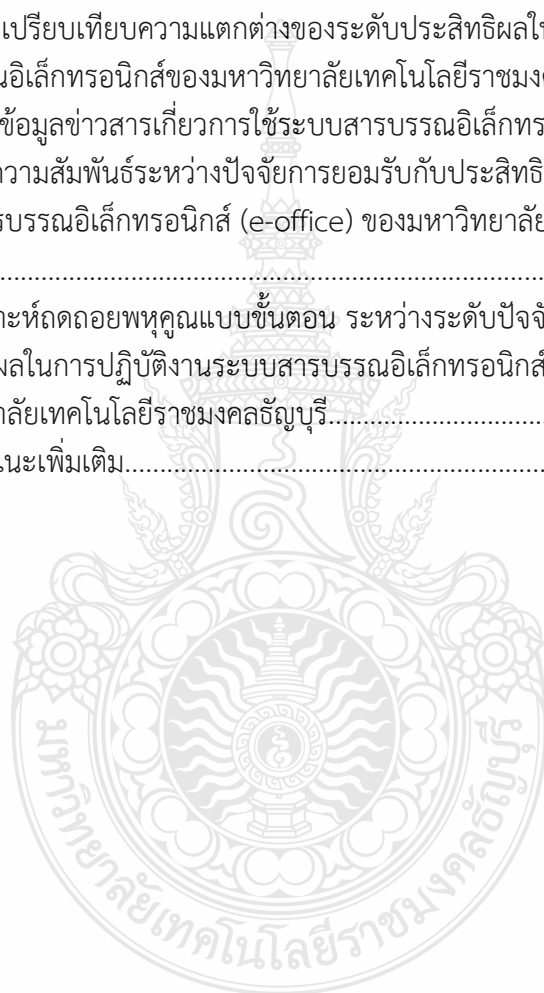 เปรียบเทียบความแตกต่างของระดับประสิทธิผลใ
อิเล็กทรอนิกส์ของมหาวิทยาลัยเทคโนโลยีราชมง
ข้อมูลข่าวสารเกี่ยวการใช้ระบบสารบรรณอิเล็กทร
ความสัมพันธ์ระหว่างปัจจัยการยอมรับกับประสิทธิ
รบรรณอิเล็กทรอนิกส์ (e-office) ของมหาวิทยาลัย
................................................................................
าะห์ถดถอยพหุคูณแบบขั้นตอน ระหว่างระดับปัจจั
ผลในการปฏิบัติงานระบบสารบรรณอิเล็กทรอนิกส์
าลัยเทคโนโลยีราชมงคลธัญบุรี................................
นะเพิ่มเติม................................................................
มหาวิทยาลัยเทคโนโลยีราชมงคลธัญบุรี